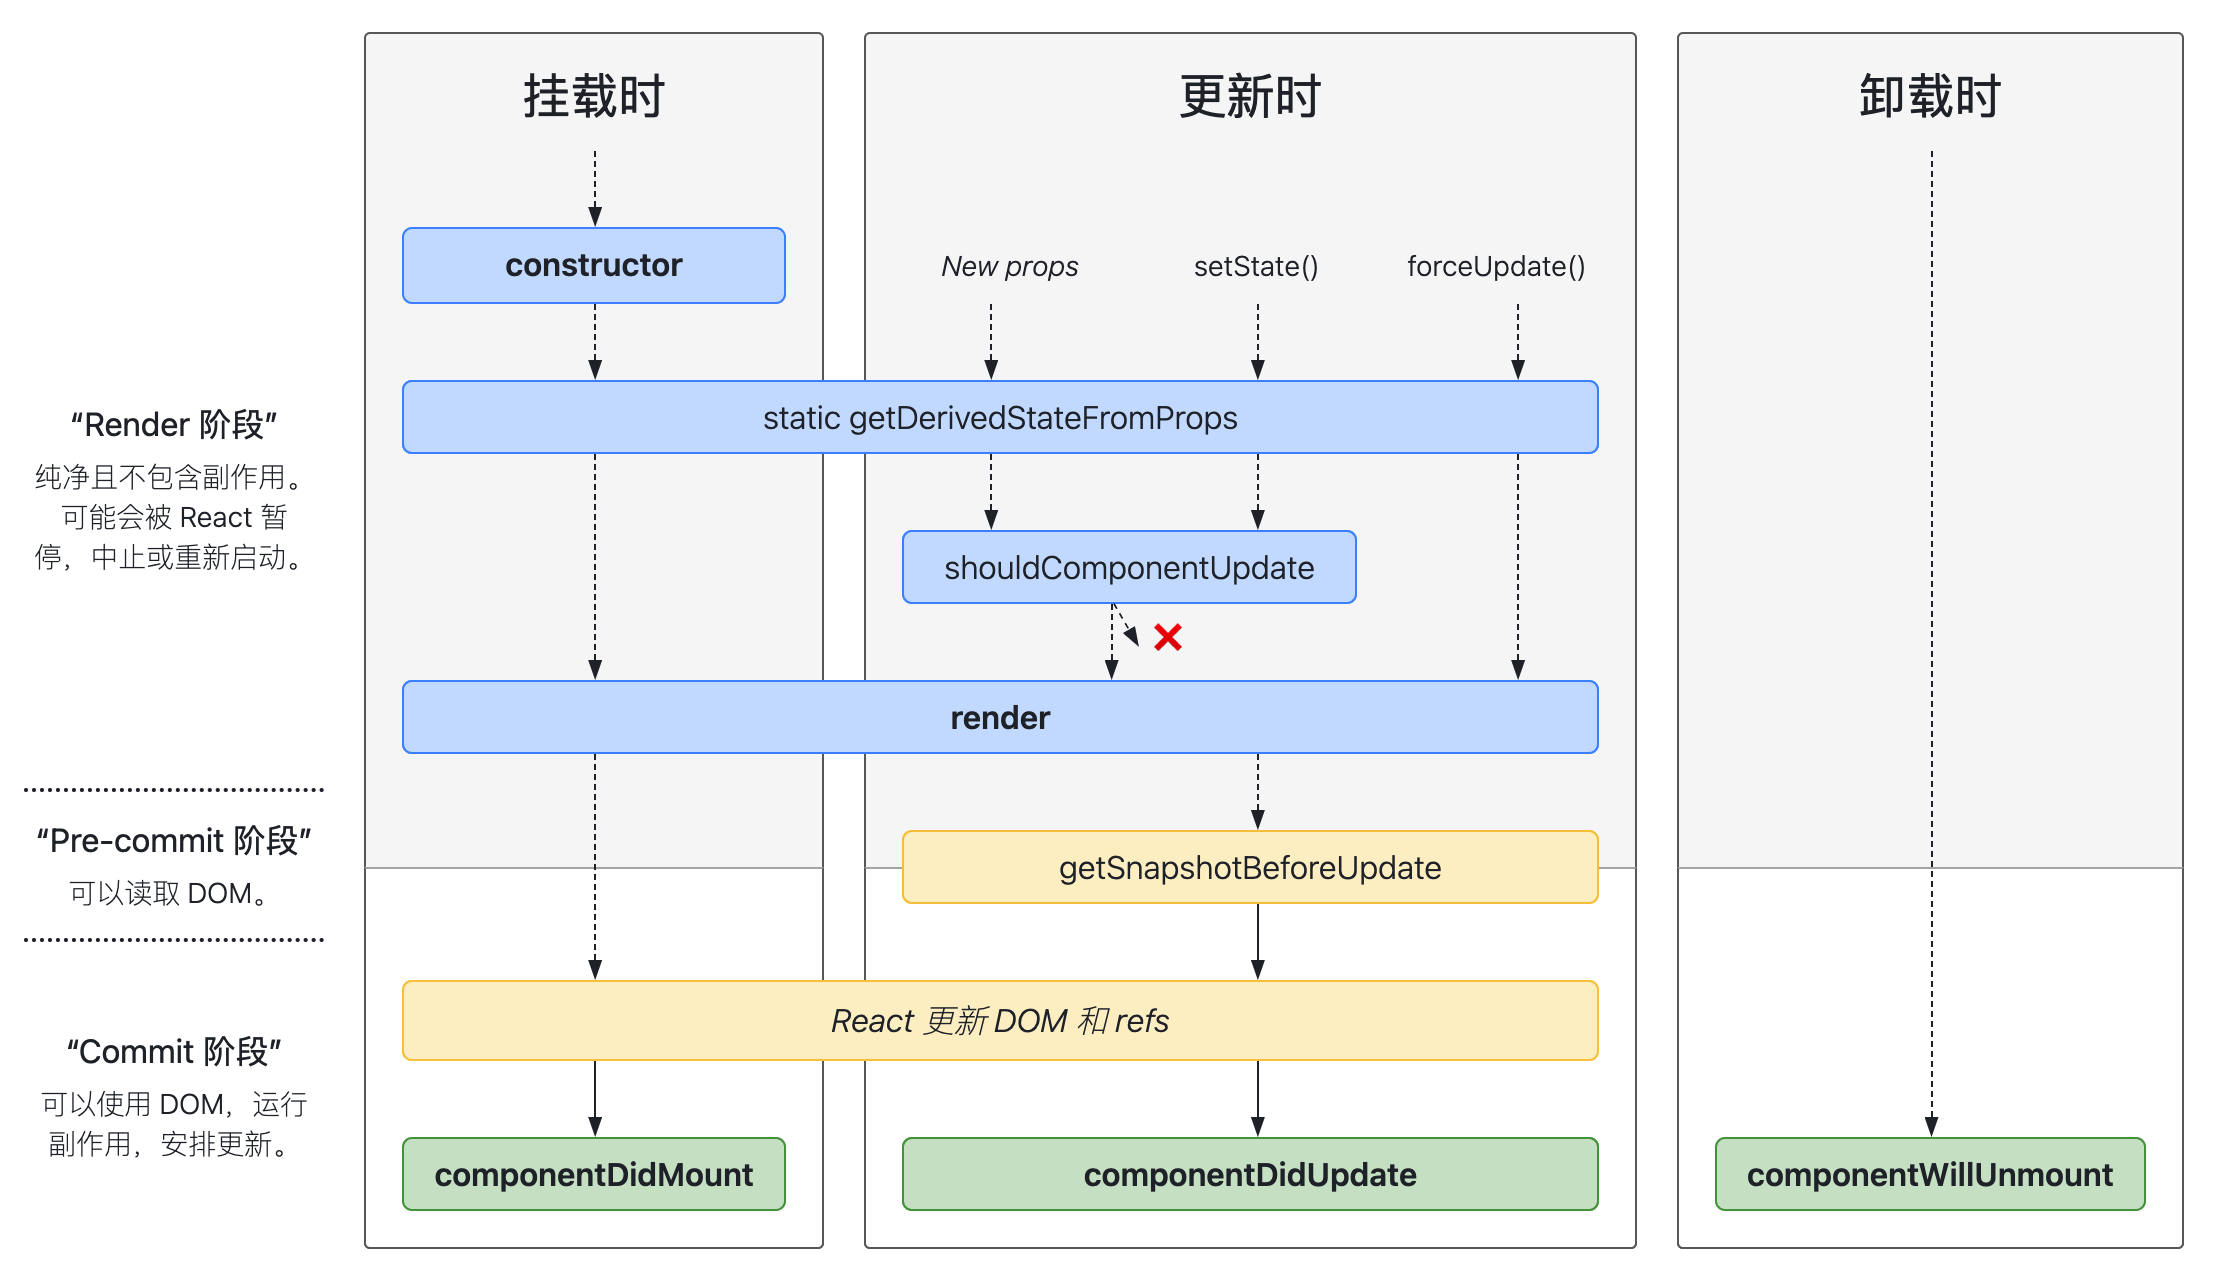 挂载时
更新时
卸载时
constructor
New props
setState()
forceUpdate()
static getDerivedStateFromProps
“Render 阶段”
纯净且不包含副作用。
可能会被 React 暂
停，中止或重新启动。
shouldComponentUpdate
render
“Pre-commit 阶段”
可以读取 DOM。
getSnapshotBeforeUpdate
React 更新 DOM 和 refs
“Commit 阶段”
可以使用 DOM，运行
副作用，安排更新。
componentDidMount
componentDidUpdate
componentWillUnmount